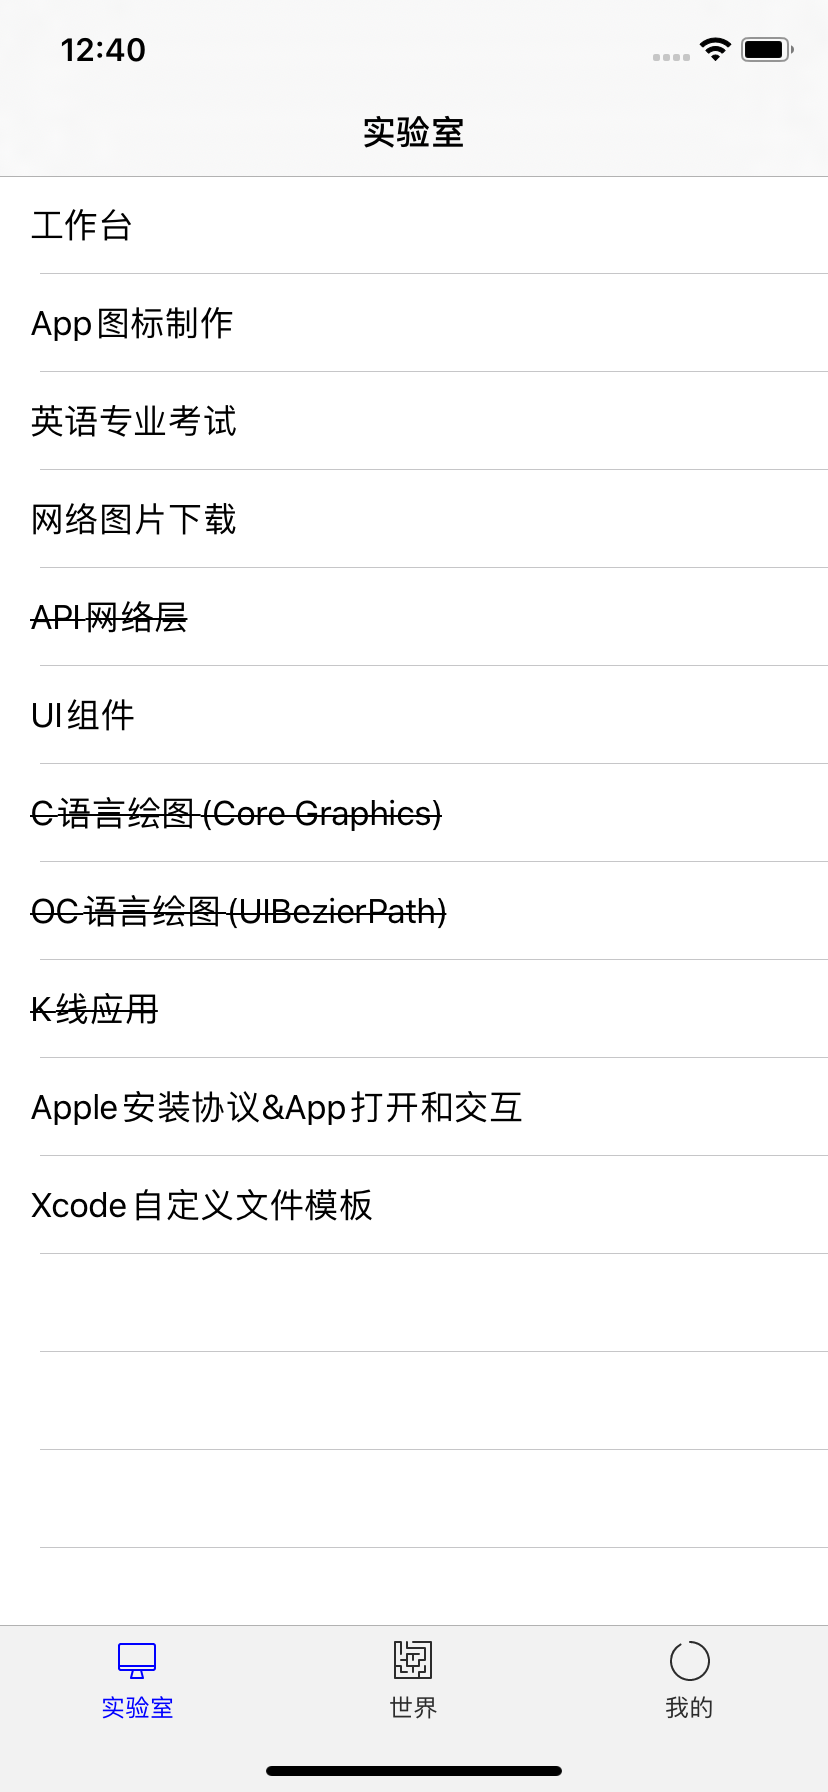 12:40
实验室
工作台
App图标制作
英语专业考试
网络图片下载
API网络层
UI组件
C语言绘图(Core Graphics)
OC语言绘图(UIBezierPath)
K线应用
Apple安装协议&App打开和交互
Xcode自定义文件模板
实验室 世界 我的